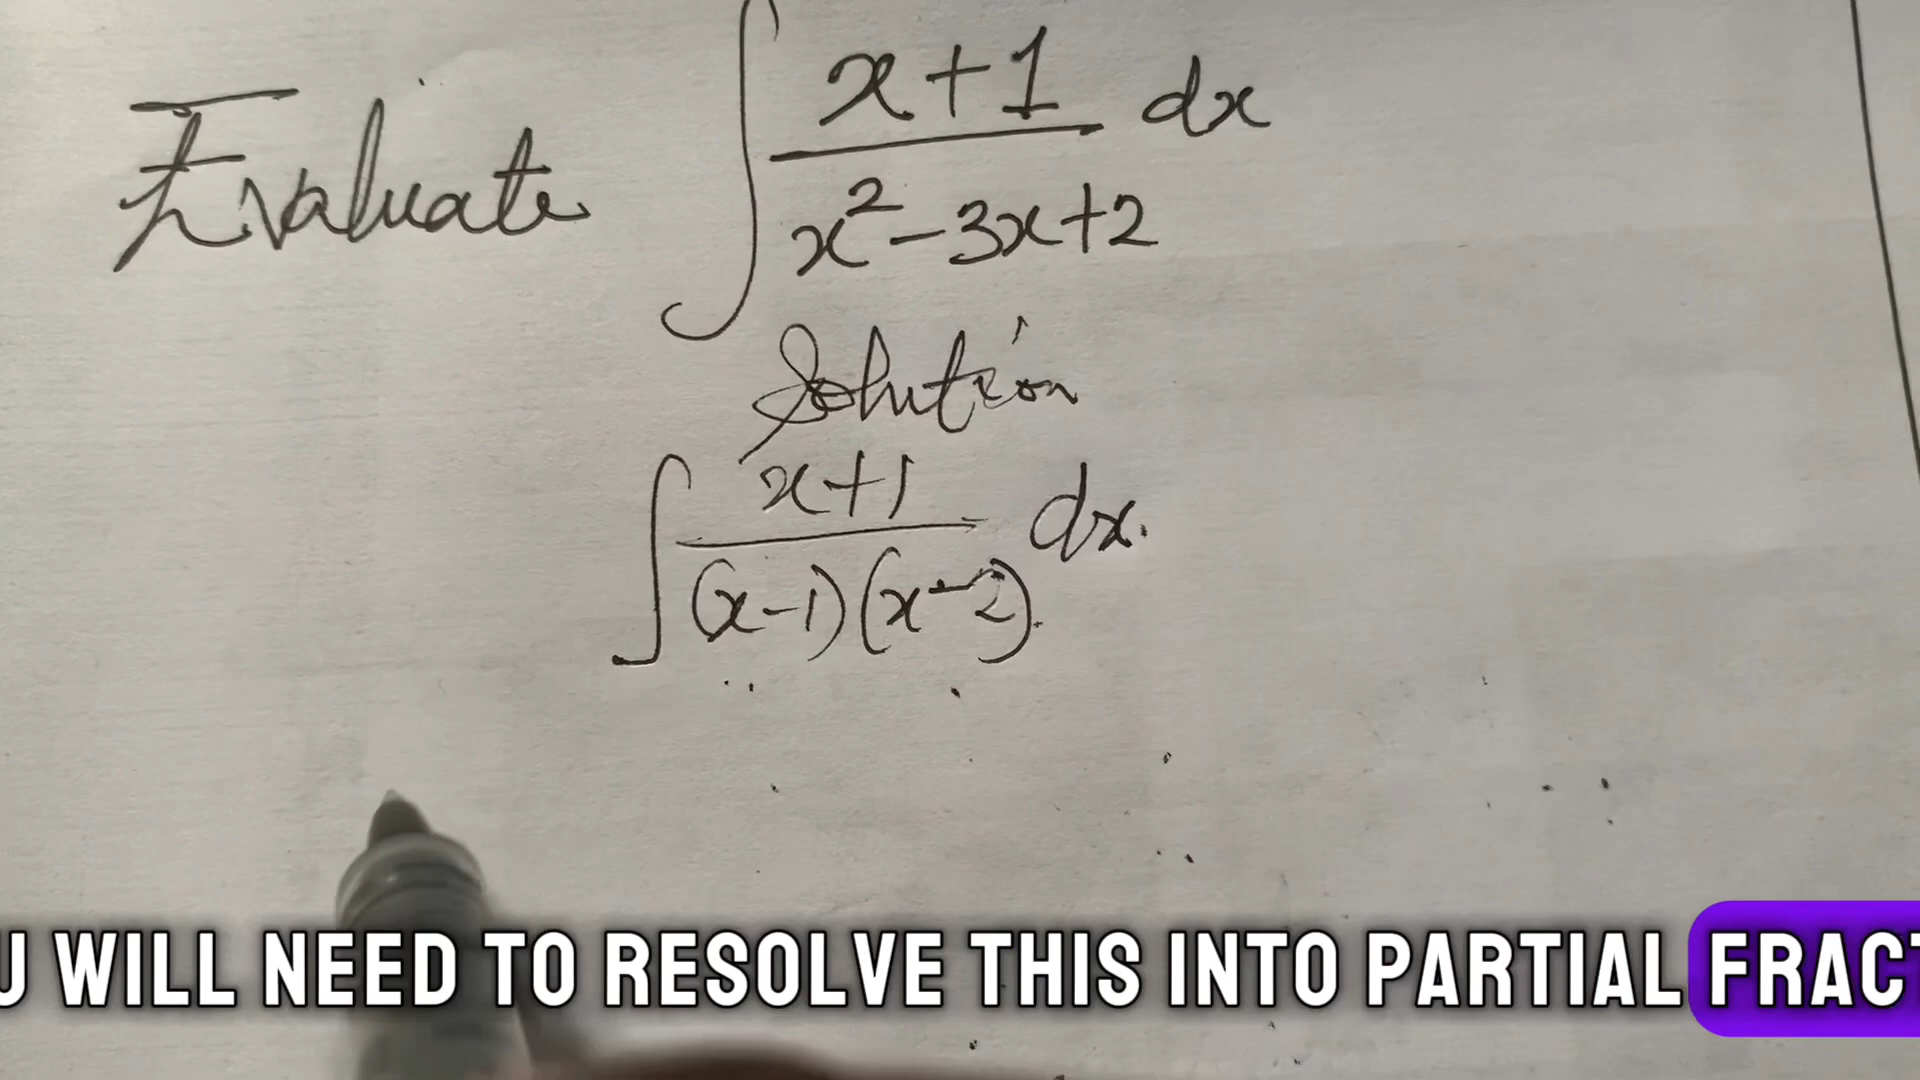 Evaluate ∫ x+1 / x²-3x+2 dx
Solution
∫ x+1 / (x-1)(x-2) dx.
U WILL NEED TO RESOLVE THIS INTO PARTIAL FRACT